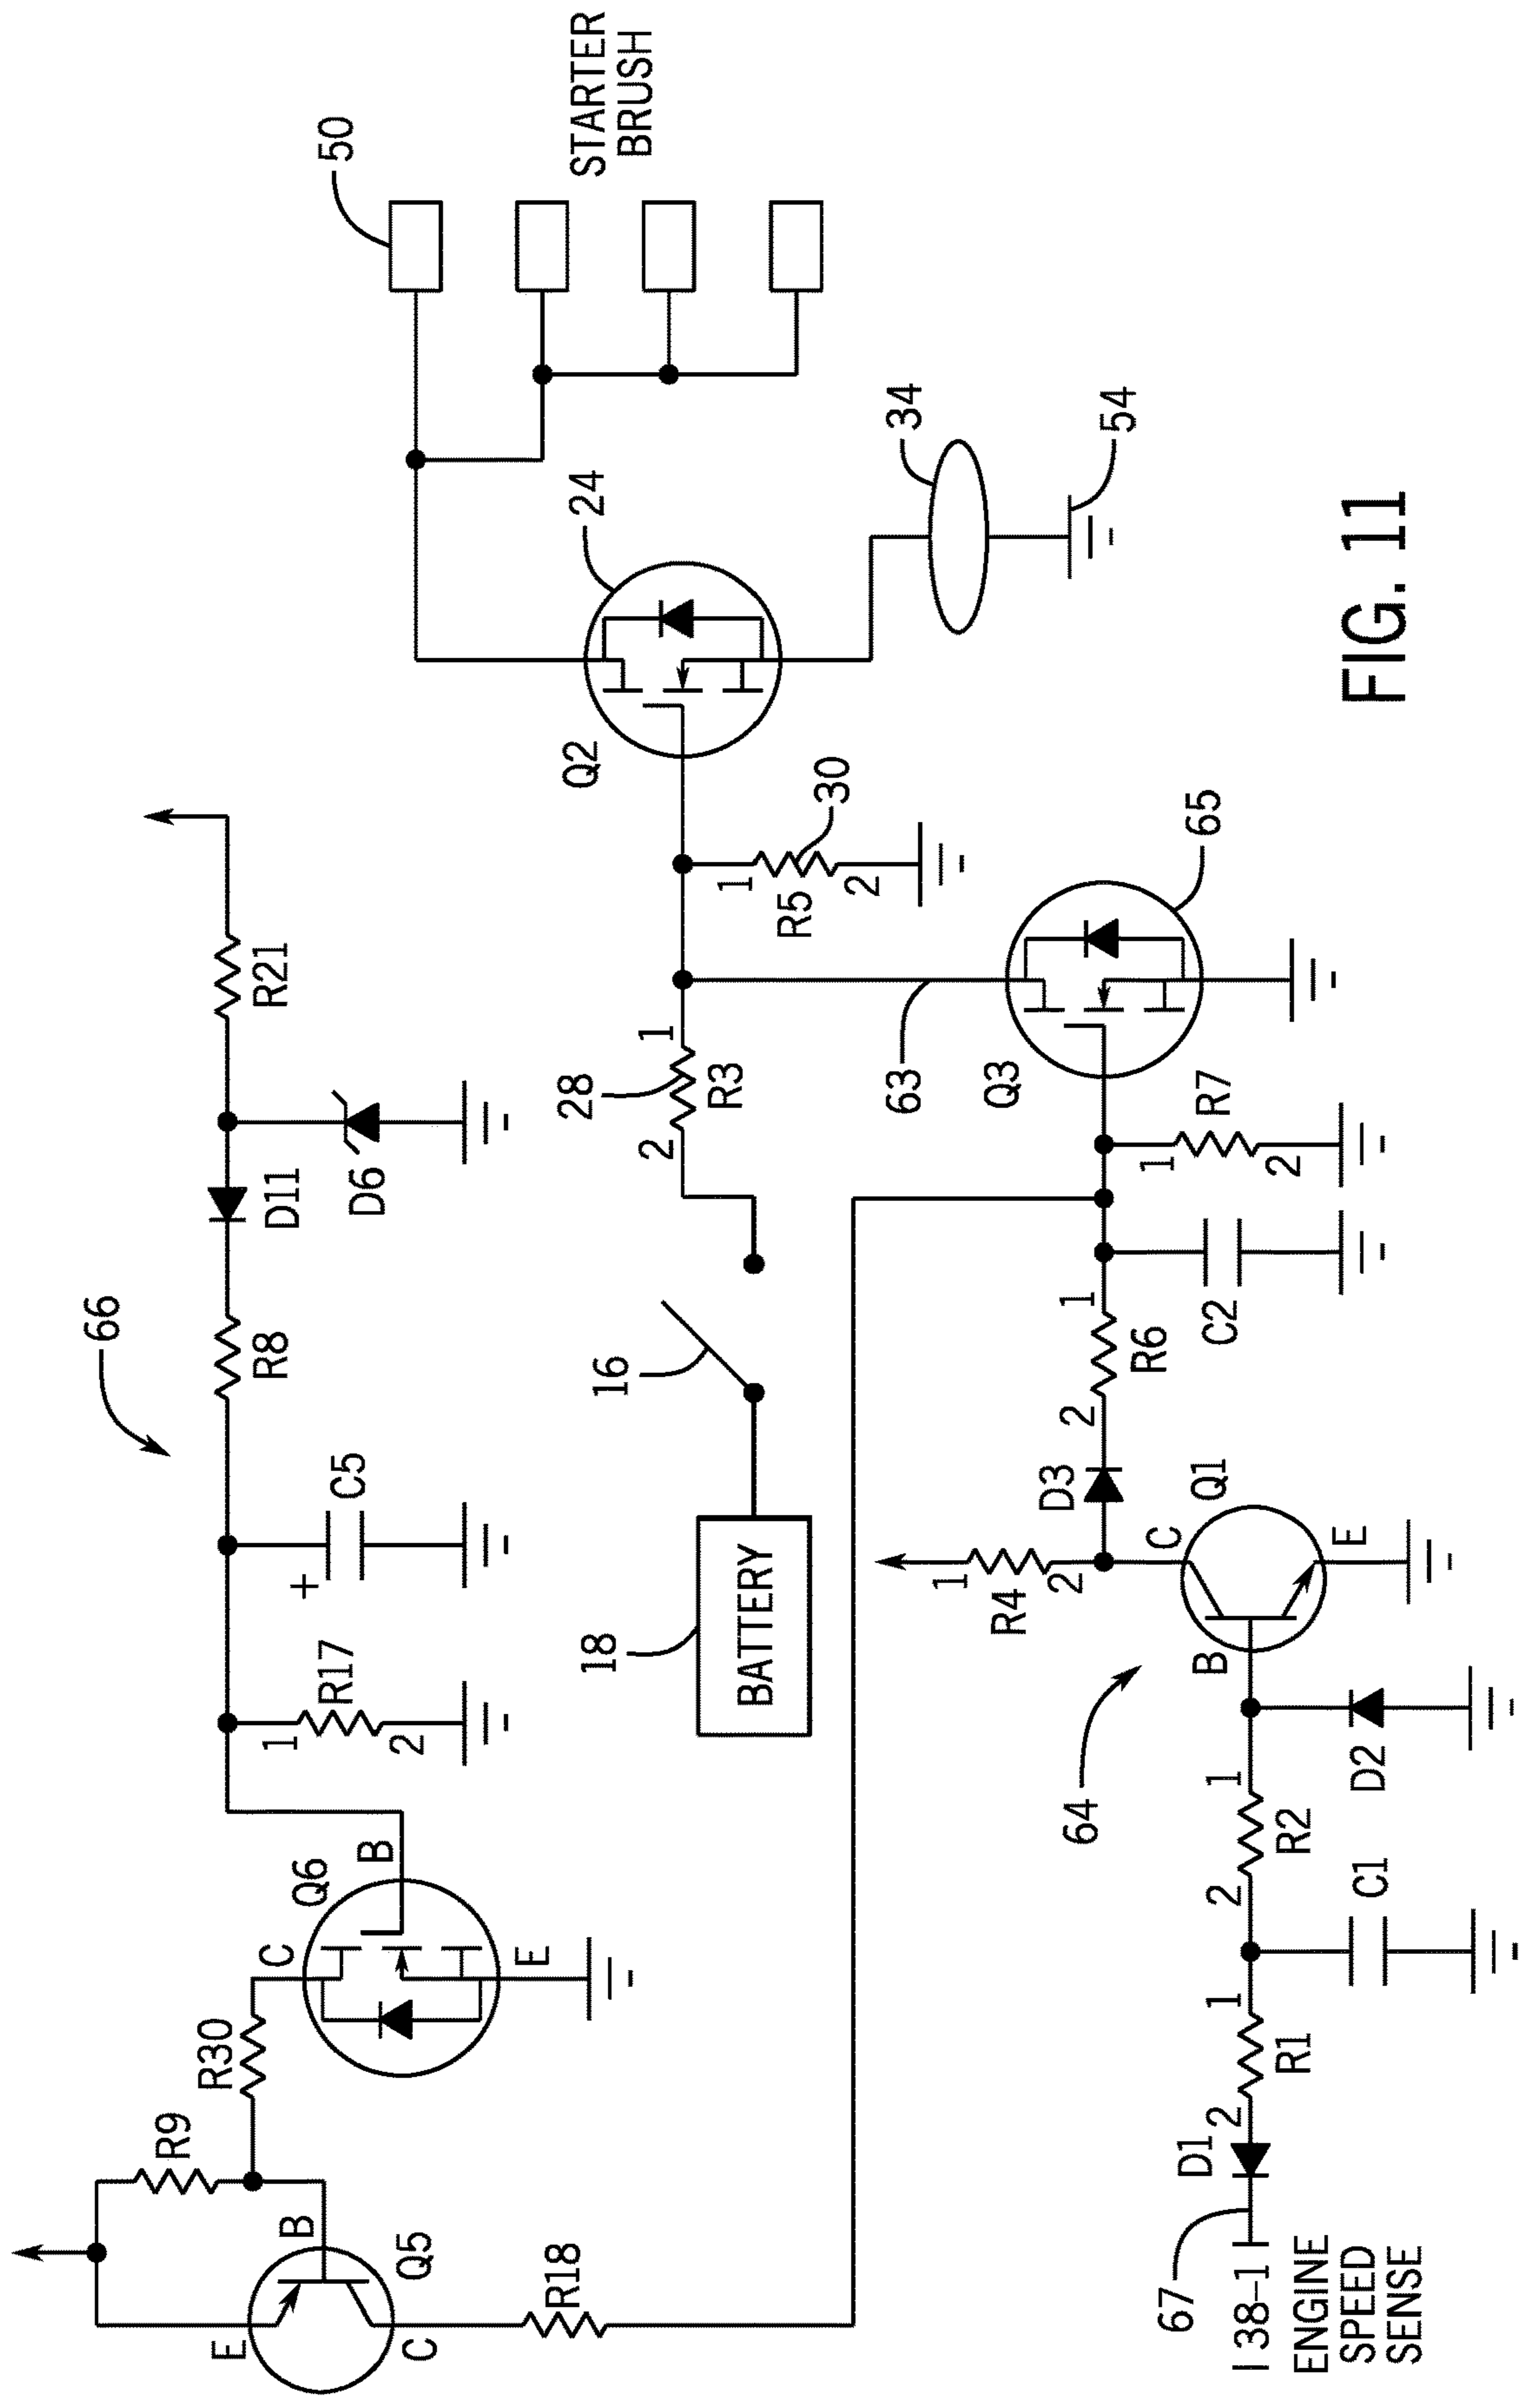 66
50
E
B
R9
R30
C
Q6
B
C
Q5
R18
E
1
R17
2
+
C5
R8
D11
D6
R21
18
BATTERY
16
28
2
1
R3
1
R5
2
30
Q2
24
STARTER
BRUSH
34
54
63
Q3
65
64
1
R4
2
D3
2
1
R6
C2
1
R7
2
C
Q1
B
E
67
I 38–1
ENGINE
SPEED
SENSE
D1
2
1
R1
C1
2
1
R2
D2
FIG. 11